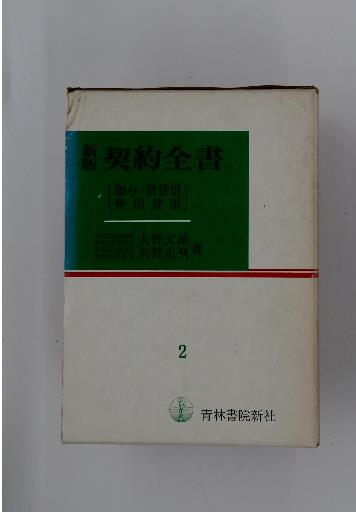 新版 契約全書
贈与・賃貸借
使用貸借
大野文雄
矢野正則 著
2
青林書院新社